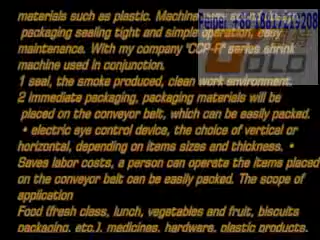 materials such as plastic. Machine
packaging sealing tight and simple operation, easy
maintenance. With my company "CCP-R" series shrink
machine used in conjunction.
1 seal, the smoke produced, clean work environment.
2 immediate packaging, packaging materials will be
placed on the conveyor belt, which can be easily packed.
• electric eye control device, the choice of vertical or
horizontal, depending on items sizes and thickness. •
Saves labor costs, a person can operate the items placed
on the conveyor belt can be easily packed. The scope of
application
Food (fresh class, lunch, vegetables and fruit, biscuits
packaging, etc.), medicines, hardware, plastic products,